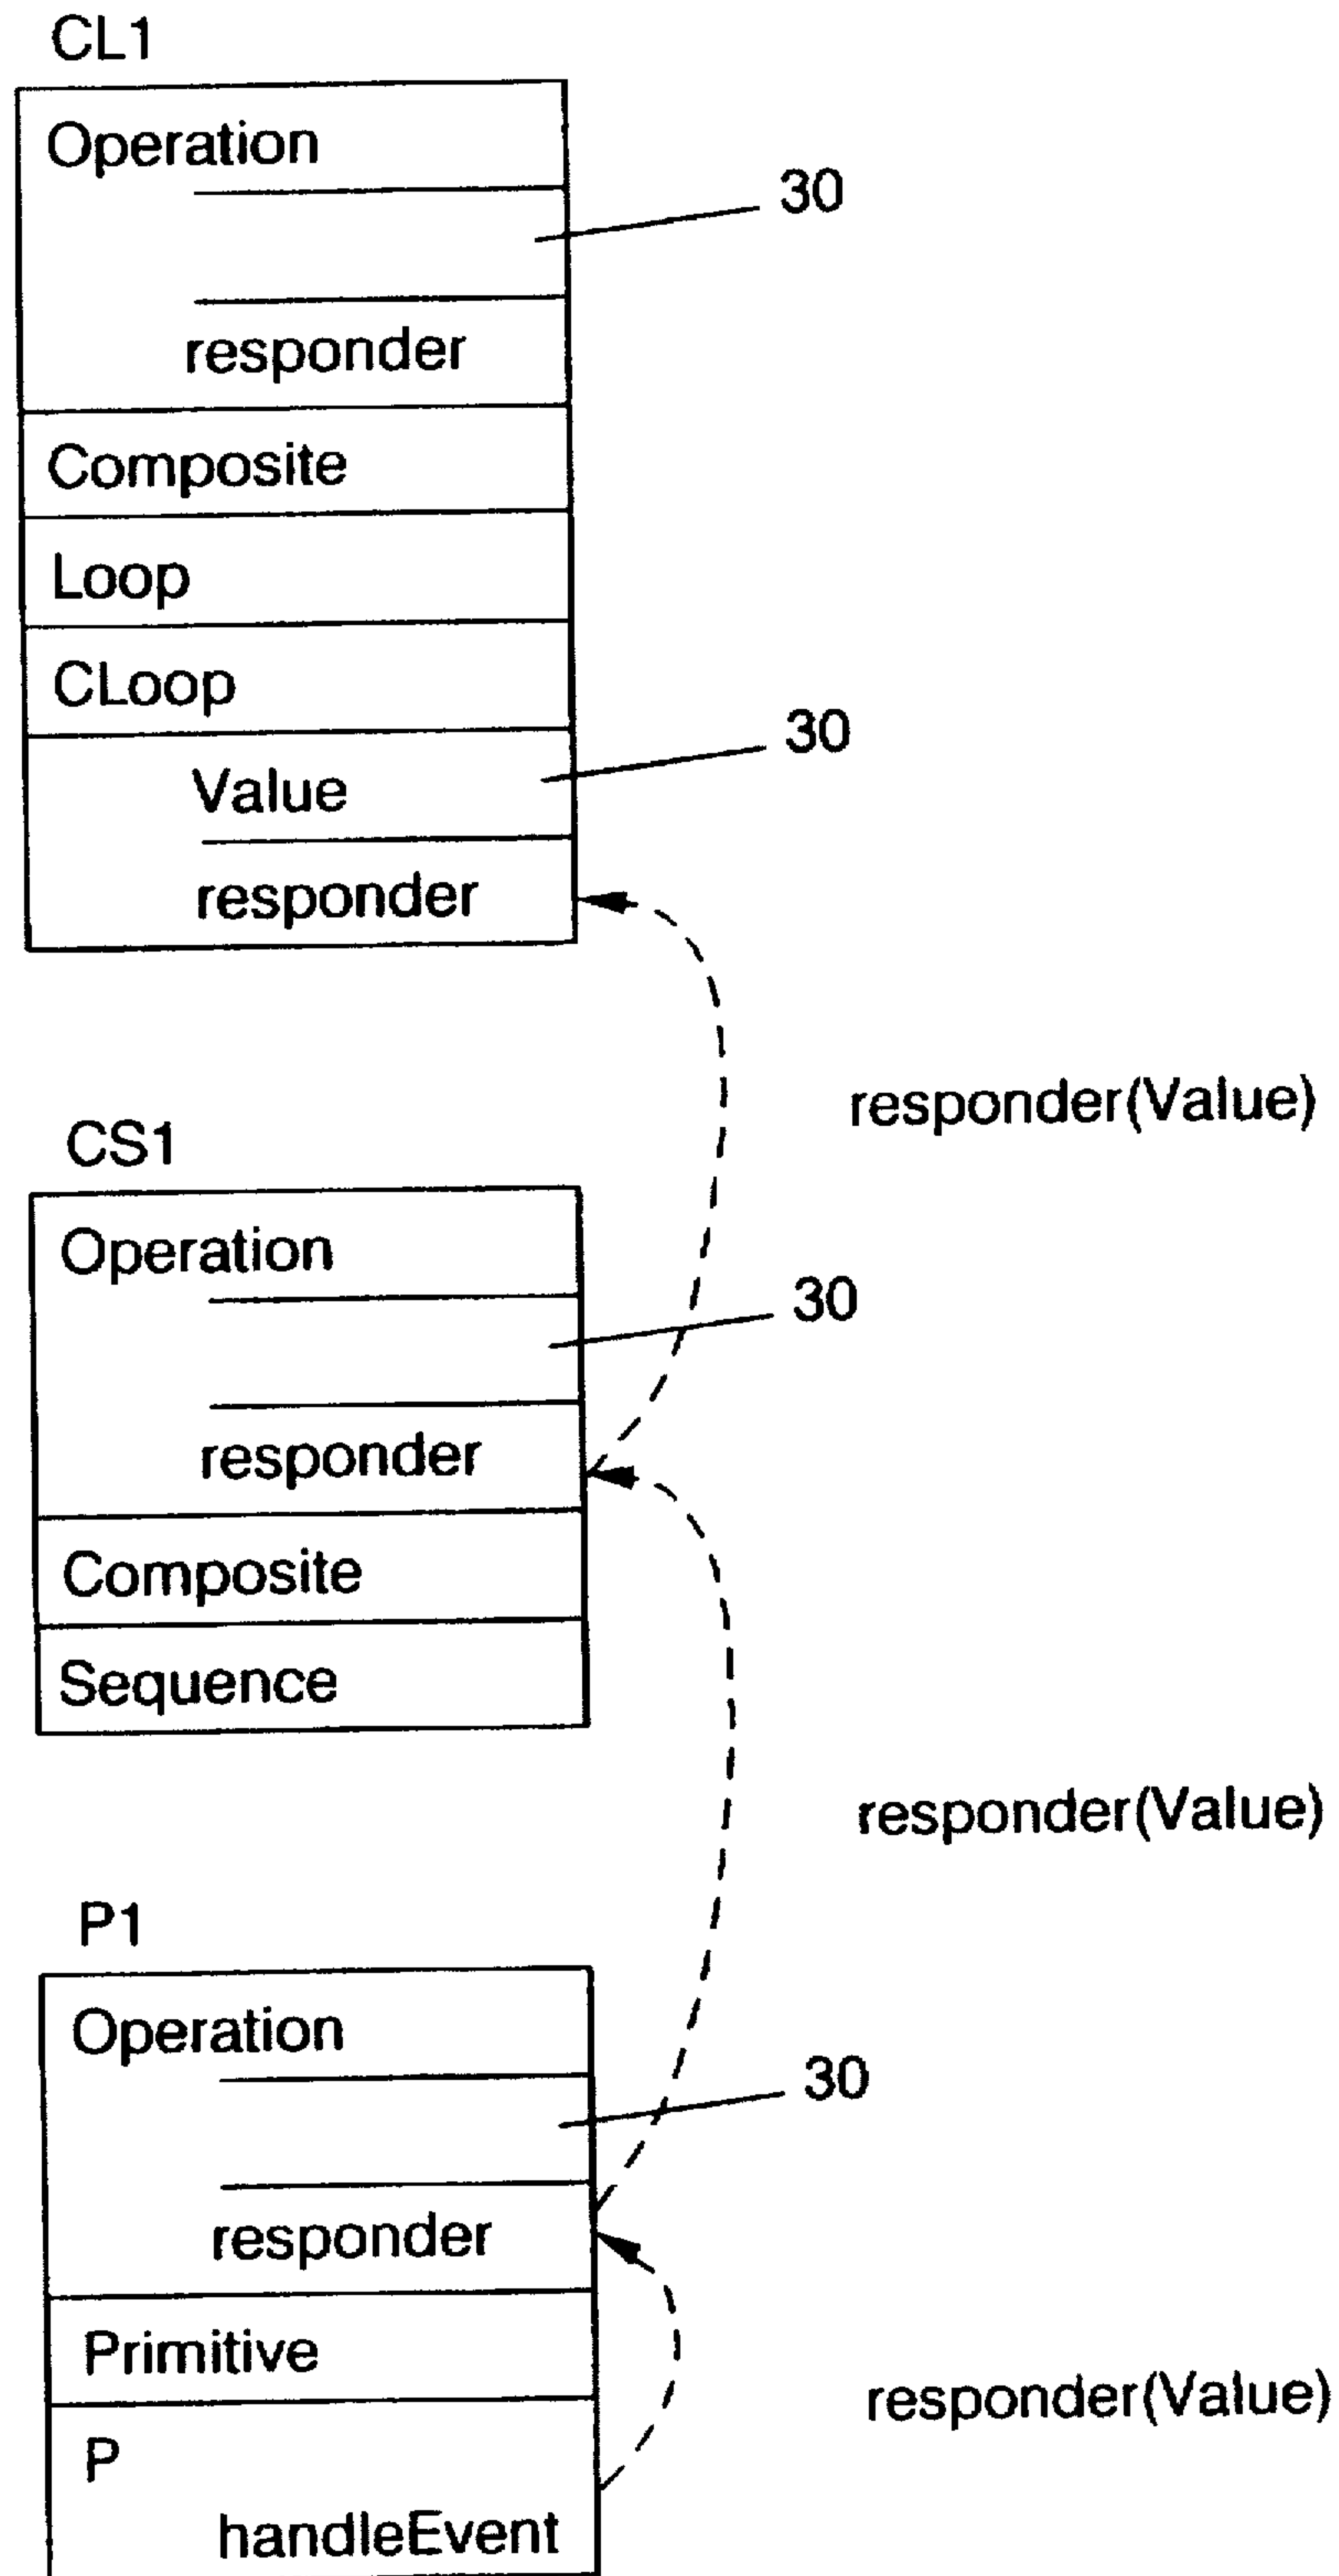 CL1
Operation
30
responder
Composite
Loop
CLoop
30
Value
responder
responder(Value)
CS1
Operation
30
responder
Composite
Sequence
responder(Value)
P1
Operation
30
responder
Primitive
responder(Value)
P
handleEvent